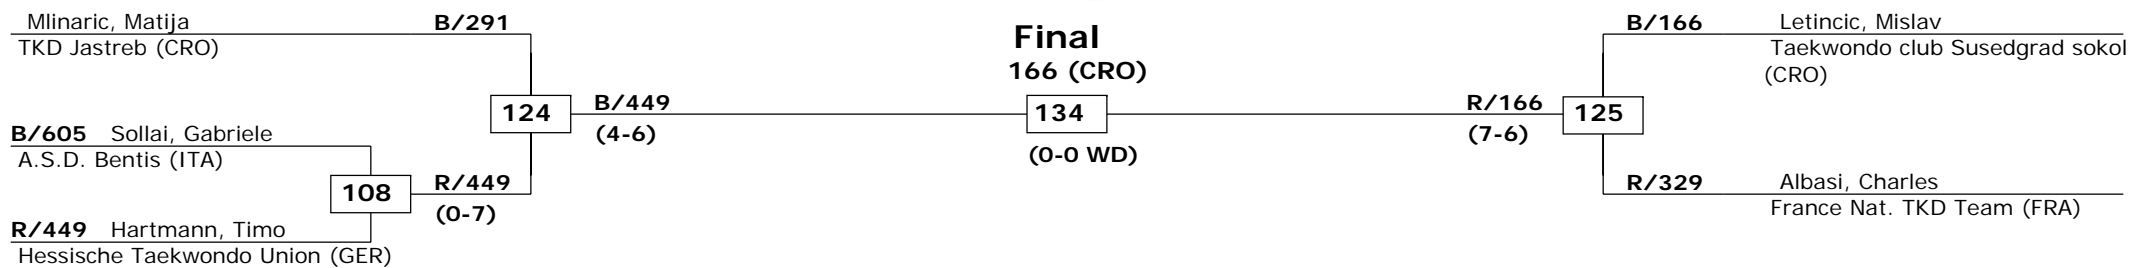 Mlinaric, Matija
B/291
TKD Jastreb (CRO)
B/605 Sollai, Gabriele
A.S.D. Bentis (ITA)
108
R/449 Hartmann, Timo
Hessische Taekwondo Union (GER)
R/449
(0-7)
124
B/449
(4-6)
Final
166 (CRO)
134
(0-0 WD)
R/166
(7-6)
125
B/166 Letincic, Mislav
Taekwondo club Susedgrad sokol
(CRO)
R/329 Albasi, Charles
France Nat. TKD Team (FRA)